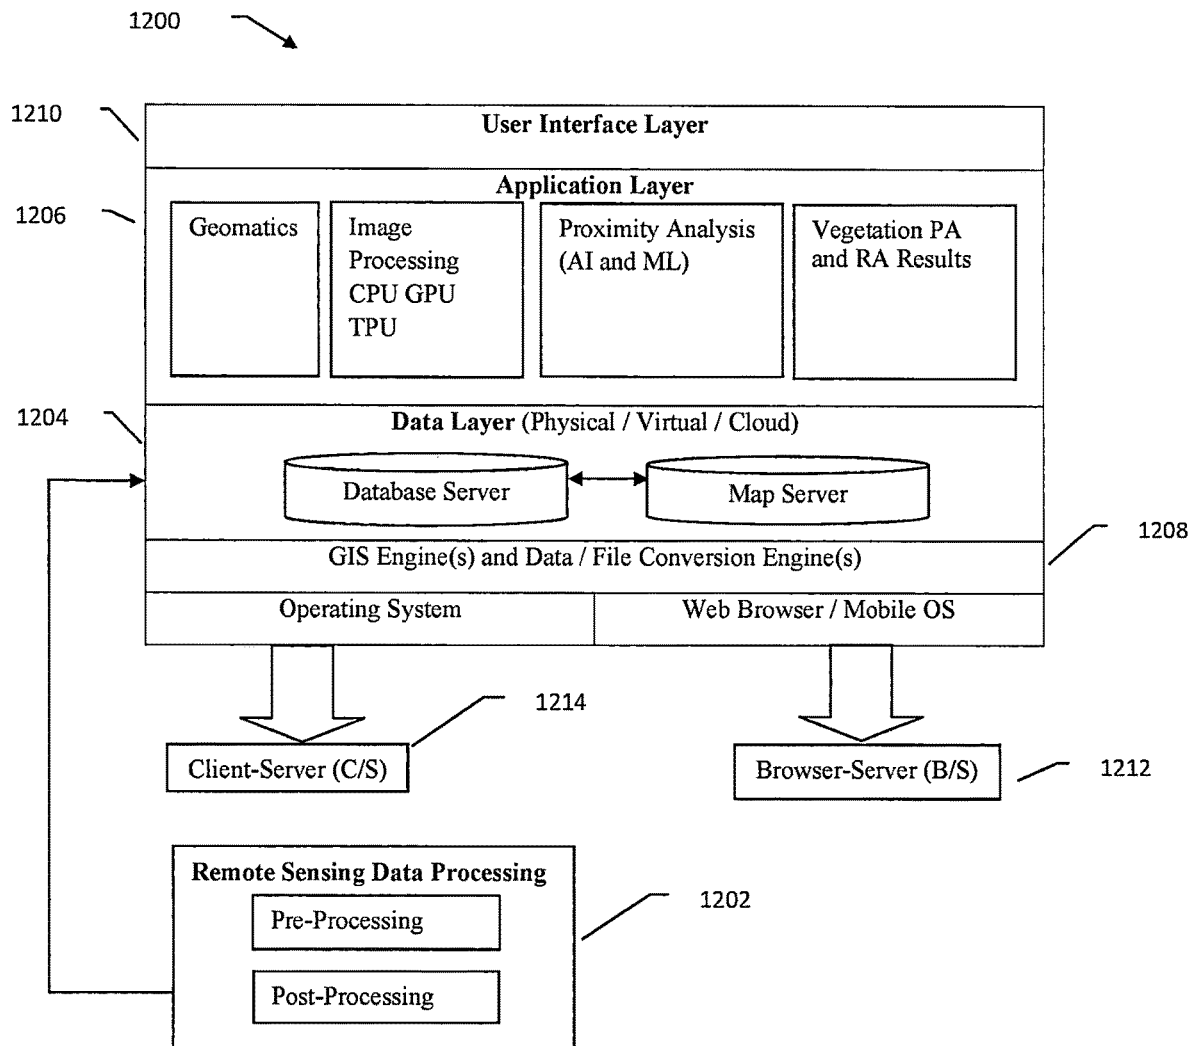 1200
1210
User Interface Layer
Application Layer
1206
Geomatics
Image
Processing
CPU GPU
TPU
Proximity Analysis
(AI and ML)
Vegetation PA
and RA Results
1204
Data Layer (Physical / Virtual / Cloud)
Database Server
Map Server
1208
GIS Engine(s) and Data / File Conversion Engine(s)
Operating System
Web Browser / Mobile OS
1214
Client-Server (C/S)
Browser-Server (B/S)
1212
Remote Sensing Data Processing
1202
Pre-Processing
Post-Processing